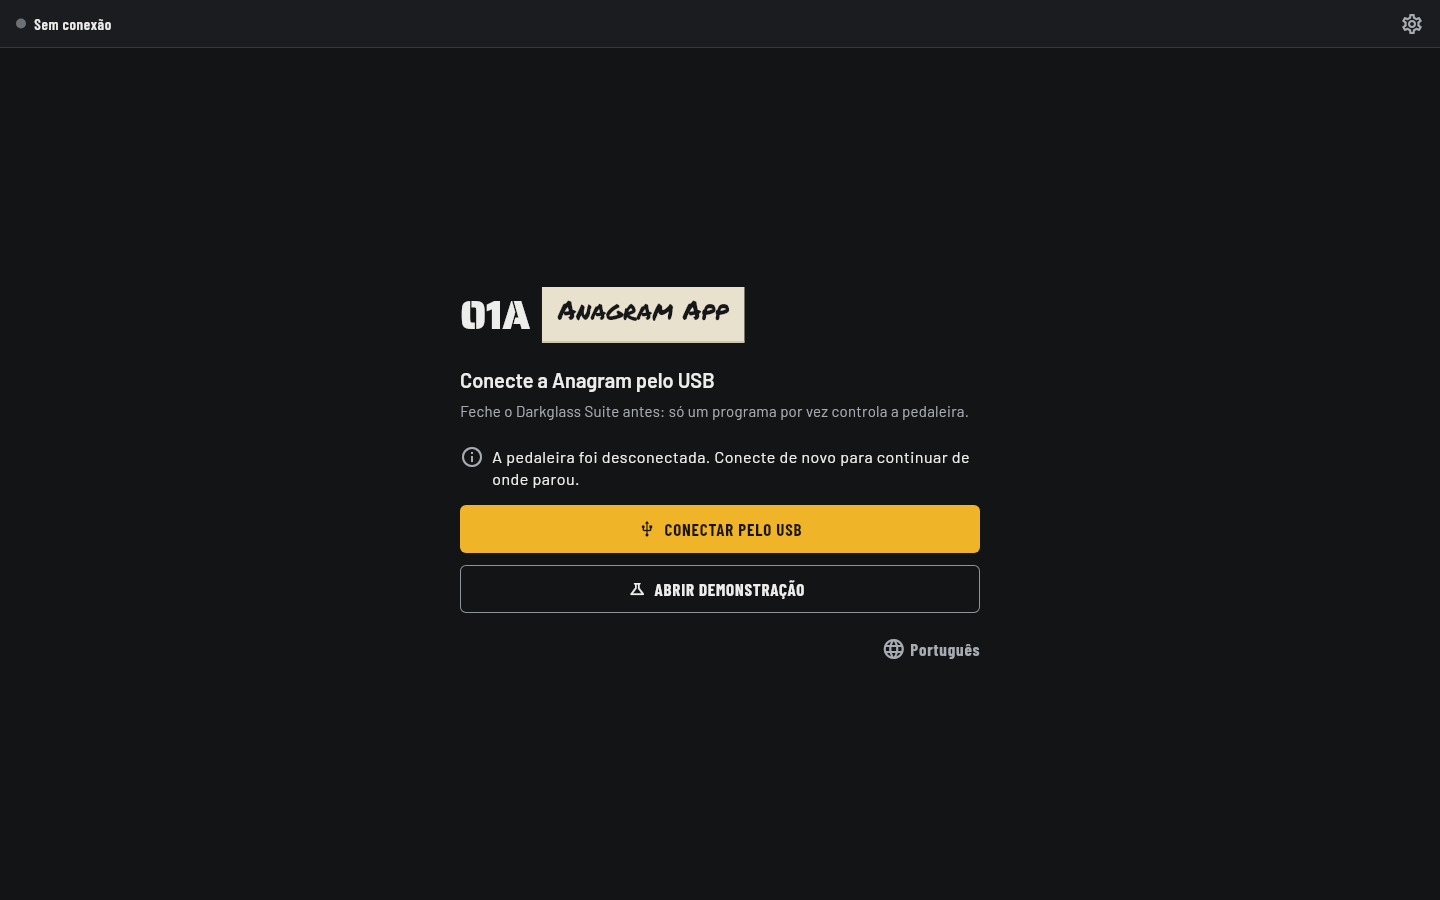 Sem conexão
01A Anagram App
Conecte a Anagram pelo USB
Feche o Darkglass Suite antes: só um programa por vez controla a pedaleira.
A pedaleira foi desconectada. Conecte de novo para continuar de
onde parou.
CONECTAR PELO USB
ABRIR DEMONSTRAÇÃO
Português